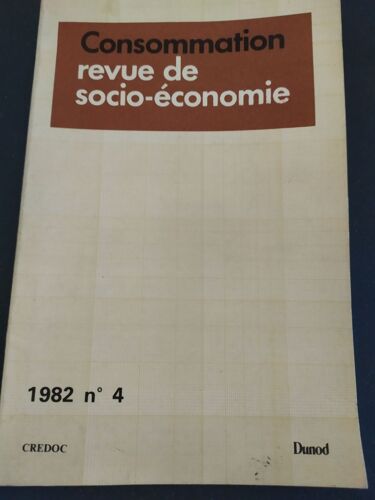 Consommation
revue de
socio-économie
1982 n° 4
CREDOC
Dunod